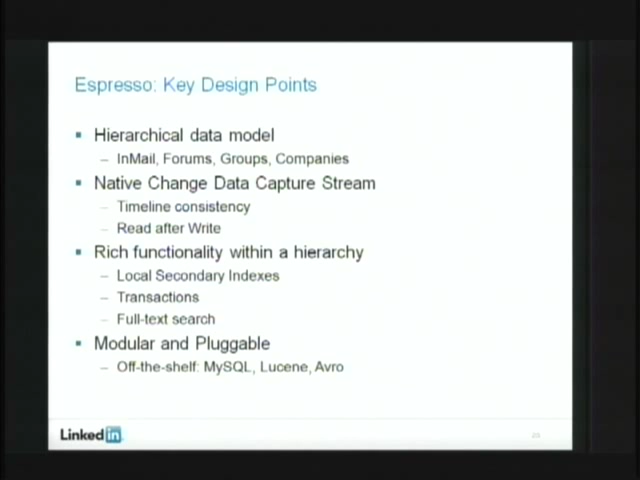 Espresso: Key Design Points
▪ Hierarchical data model
– InMail, Forums, Groups, Companies
▪ Native Change Data Capture Stream
– Timeline consistency
– Read after Write
▪ Rich functionality within a hierarchy
– Local Secondary Indexes
– Transactions
– Full-text search
▪ Modular and Pluggable
– Off-the-shelf: MySQL, Lucene, Avro
Linked in